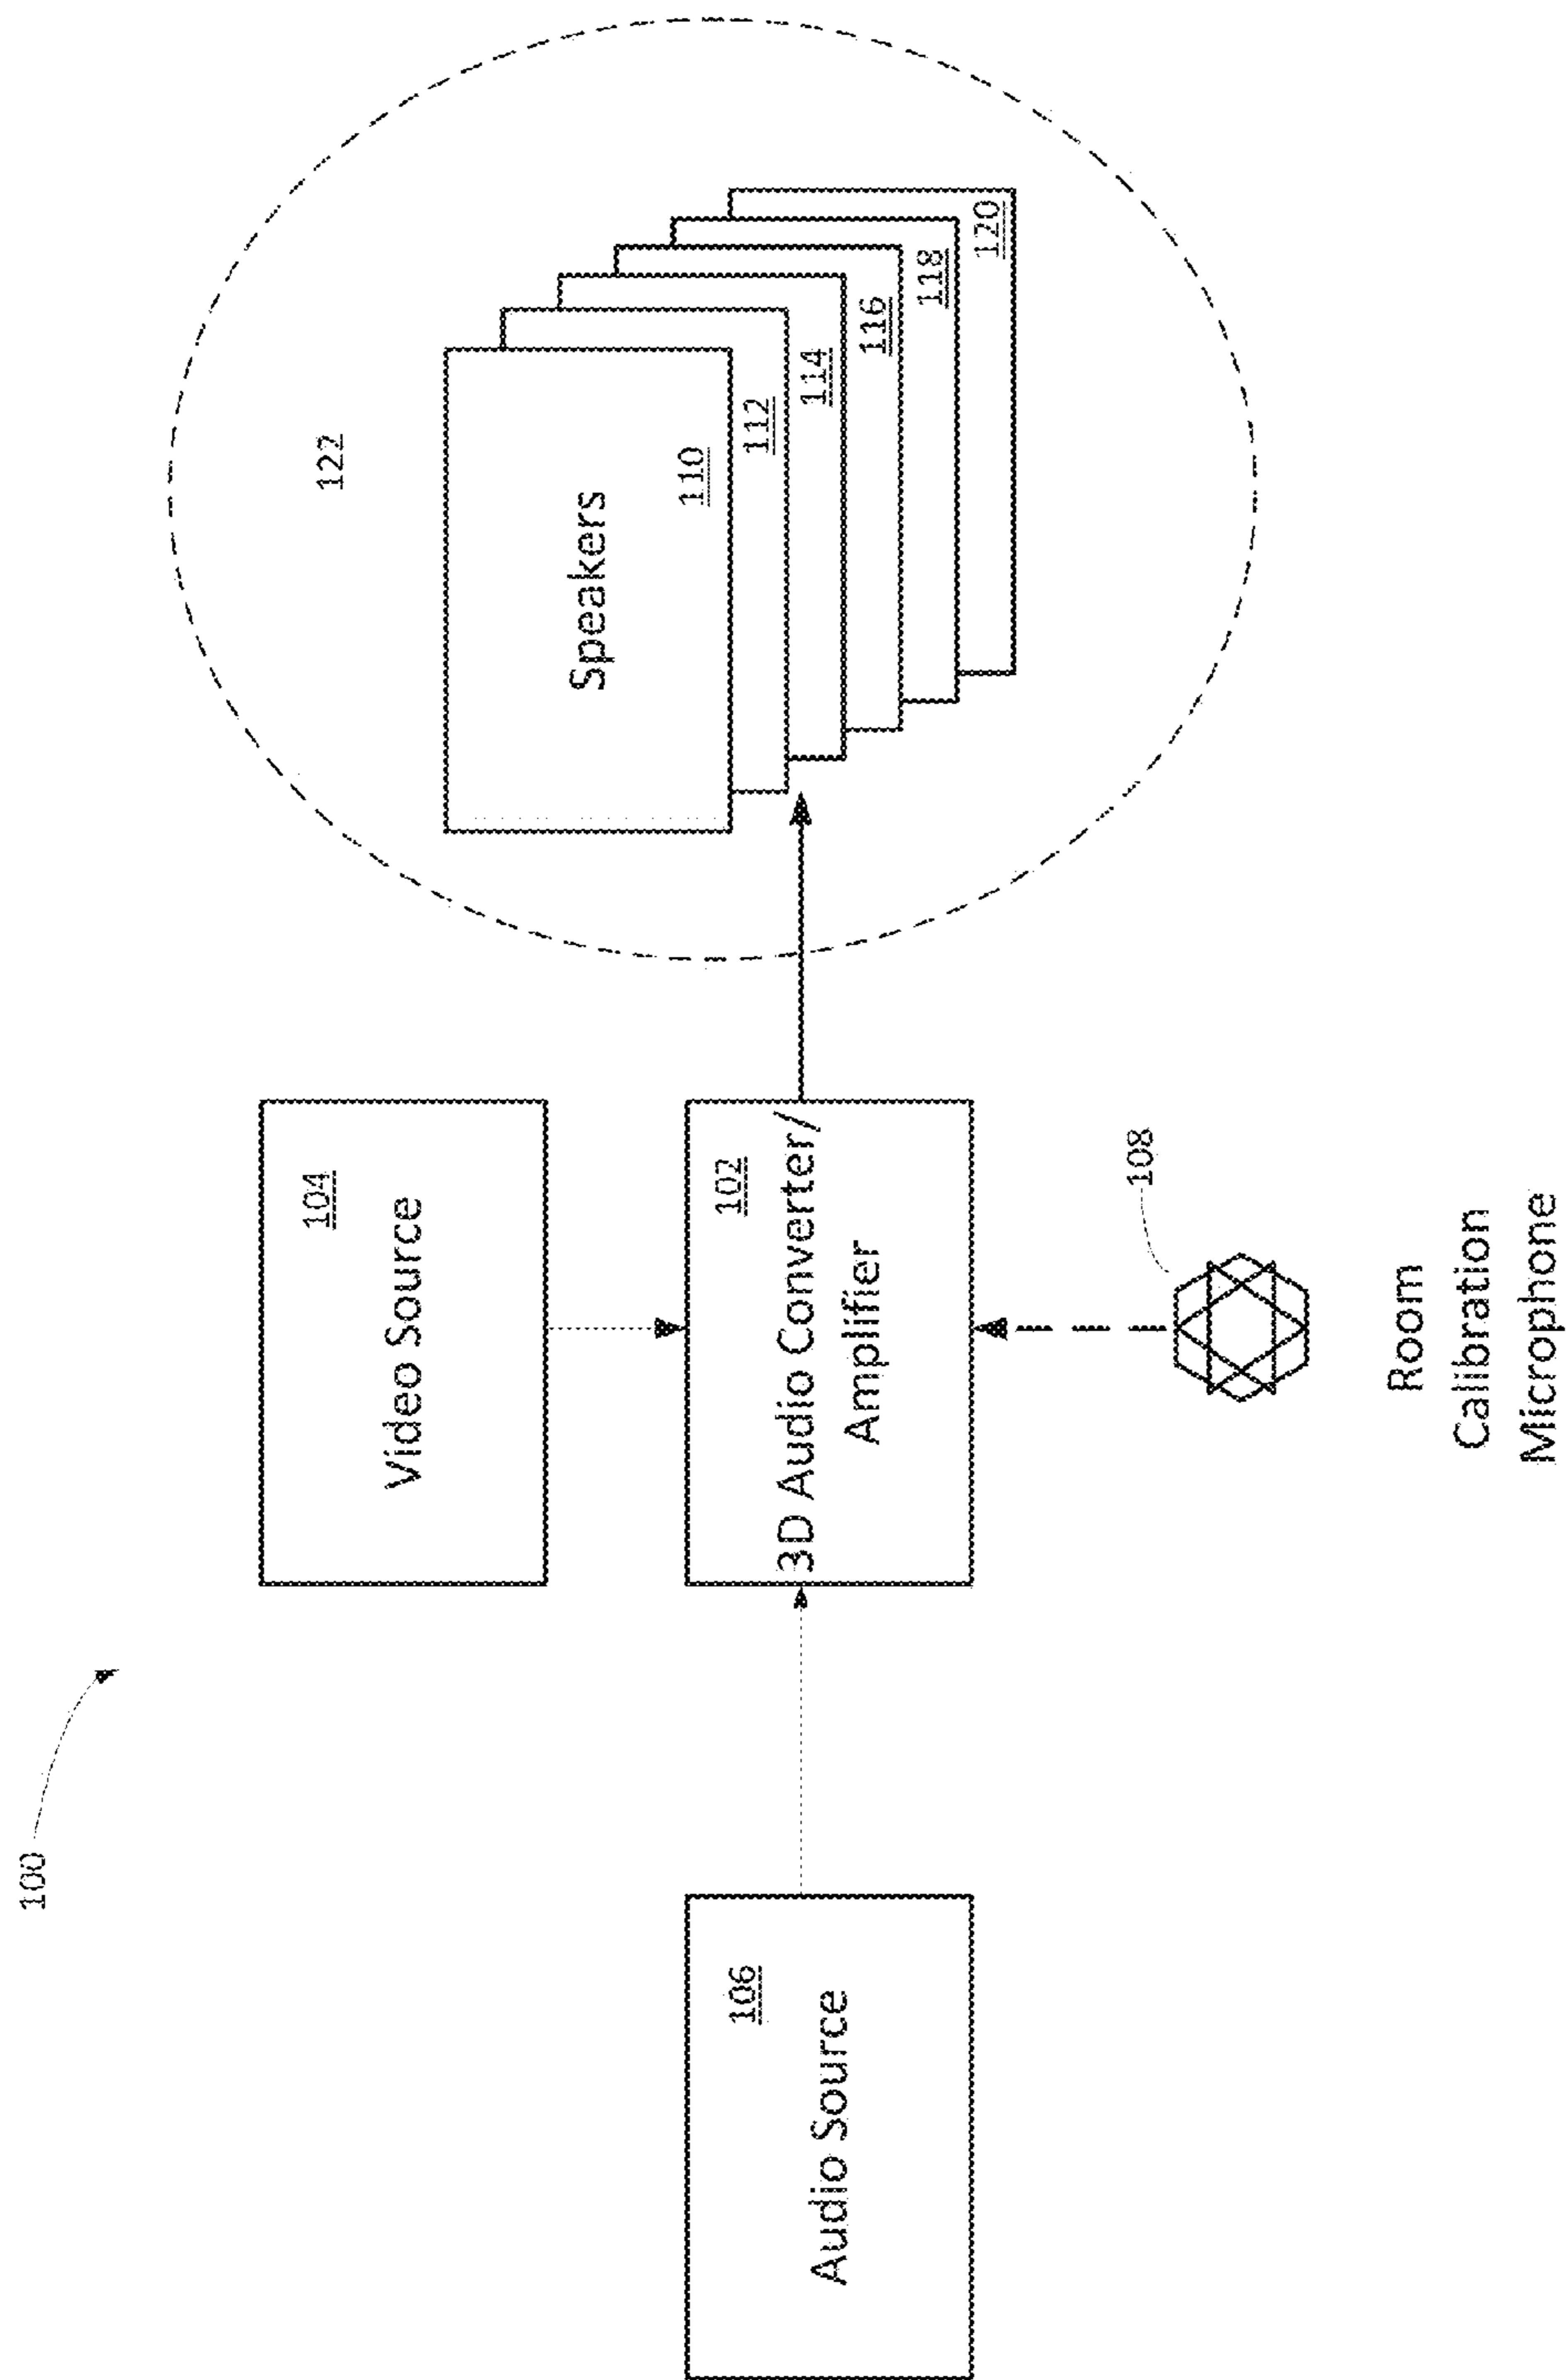 100
Video Source
104
122
Speakers
110
112
114
116
118
120
Audio Source
106
102
3D Audio Converter/
Amplifier
108
Room
Calibration
Microphone